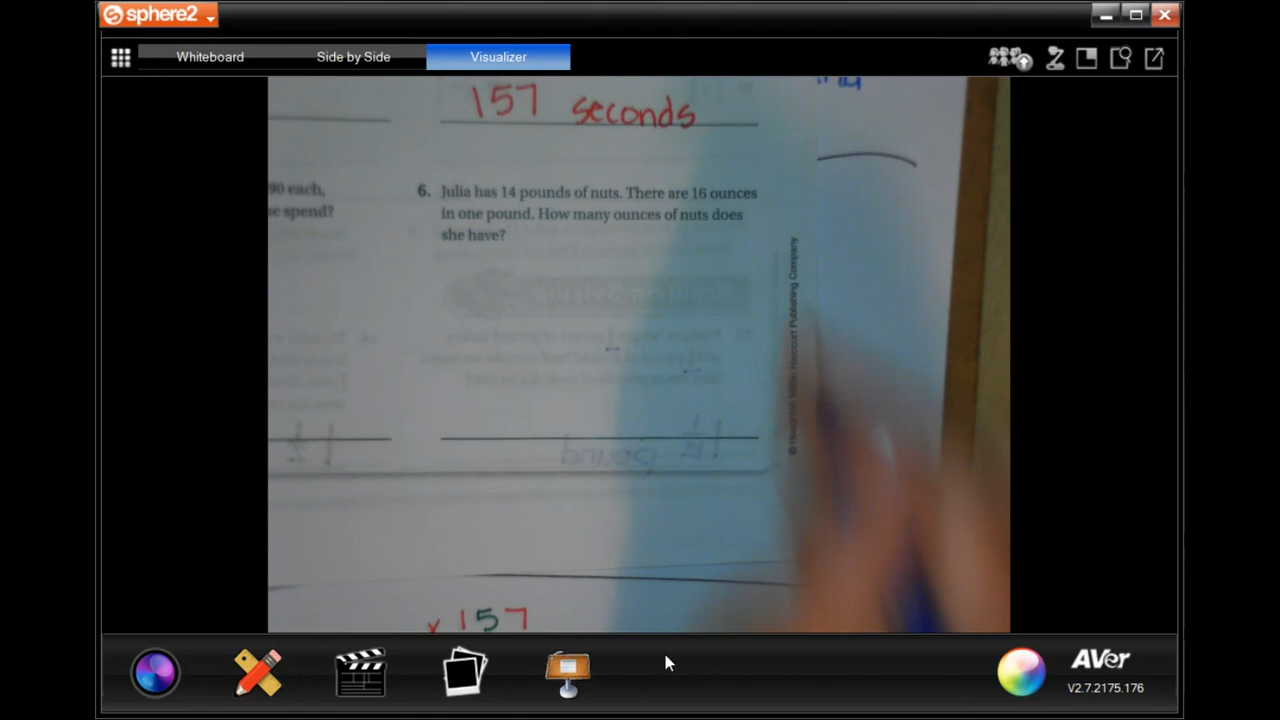 sphere2
Whiteboard
Side by Side
Visualizer
157 seconds
90 each,
e spend?
6. Julia has 14 pounds of nuts. There are 16 ounces
in one pound. How many ounces of nuts does
she have?
© Houghton Mifflin Harcourt Publishing Company
x 157
AVer
V2.7.2175.176